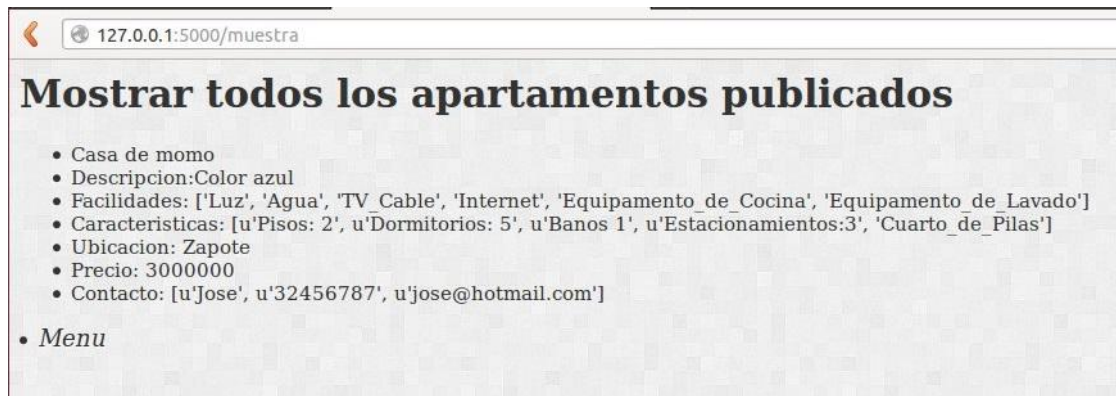 127.0.0.1:5000/muestra
Mostrar todos los apartamentos publicados
Casa de momo
Descripcion:Color azul
Facilidades: ['Luz', 'Agua', 'TV_Cable', 'Internet', 'Equipamento_de_Cocina', 'Equipamento_de_Lavado']
Caracteristicas: [u'Pisos: 2', u'Dormitorios: 5', u'Banos 1', u'Estacionamientos:3', 'Cuarto_de_Pilas']
Ubicacion: Zapote
Precio: 3000000
Contacto: [u'Jose', u'32456787', u'jose@hotmail.com']
Menu